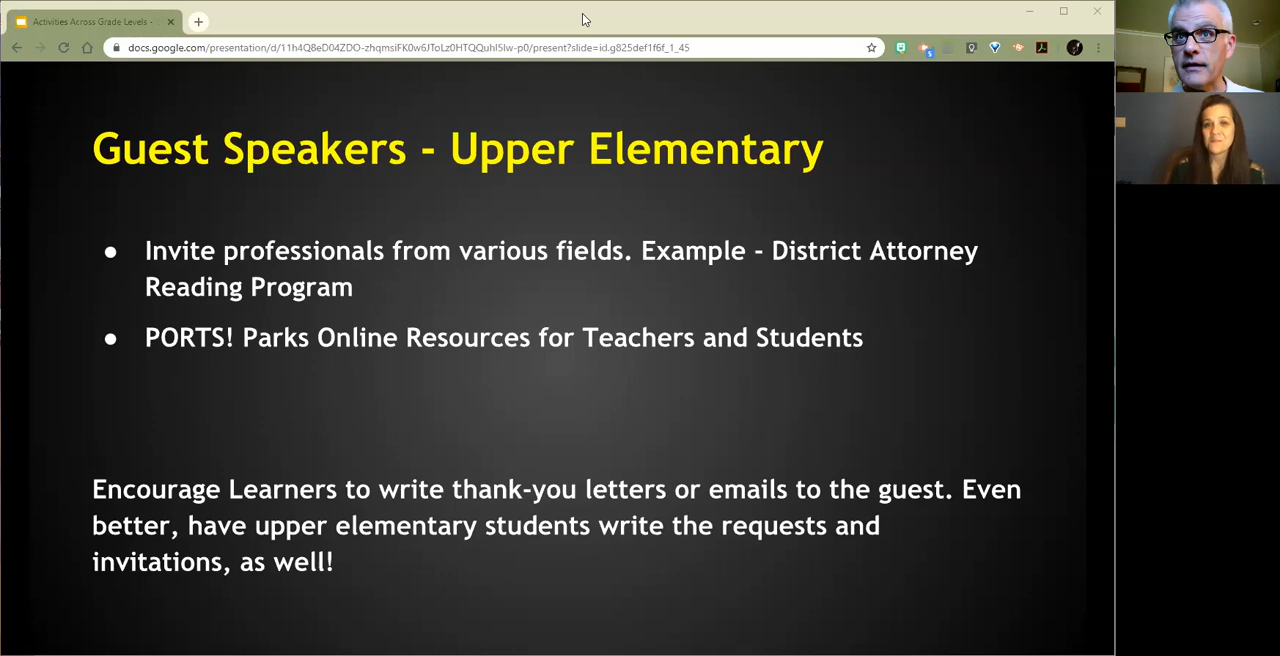 Activities Across Grade Levels -
docs.google.com/presentation/d/11h4Q8eD04ZDO-zhqmsiFK0w6JToLz0HTQQuhI5lw-p0/present?slide=id.g825def1f6f_1_45
Guest Speakers - Upper Elementary
● Invite professionals from various fields. Example - District Attorney
Reading Program
● PORTS! Parks Online Resources for Teachers and Students
Encourage Learners to write thank-you letters or emails to the guest. Even
better, have upper elementary students write the requests and
invitations, as well!